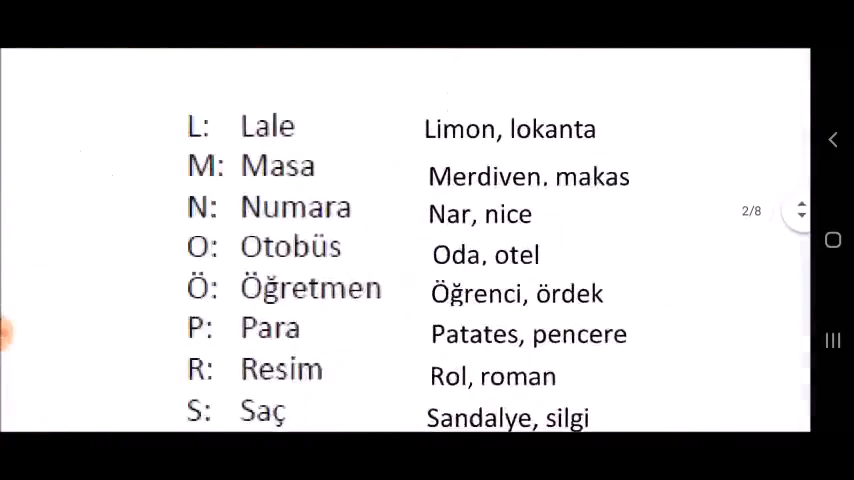 L: Lale Limon, lokanta
M: Masa Merdiven, makas
N: Numara Nar, nice
O: Otobüs Oda, otel
Ö: Öğretmen Öğrenci, ördek
P: Para Patates, pencere
R: Resim Rol, roman
S: Saç Sandalye, silgi
2/8